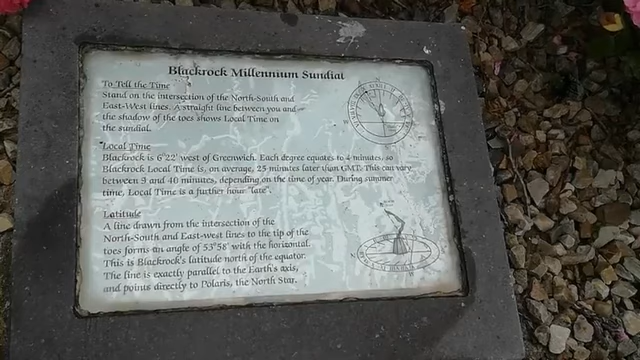 Blackrock Millennium Sundial
To Tell the Time
Stand on the intersection of the North-South and
East-West lines. A straight line between you and
the shadow of the toes shows Local Time on
the sundial.
Local Time
Blackrock is 6°22' west of Greenwich. Each degree equates to 4 minutes, so
Blackrock Local Time is, on average, 25 minutes later than GMT. This can vary
between 9 and 40 minutes, depending on the time of year. During summer
time, Local Time is a further hour "late".
Latitude
A line drawn from the intersection of the
North-South and East-west lines to the tip of the
toes forms an angle of 53°58' with the horizontal.
This is Blackrock's latitude north of the equator.
The line is exactly parallel to the Earth's axis,
and points directly to Polaris, the North Star.